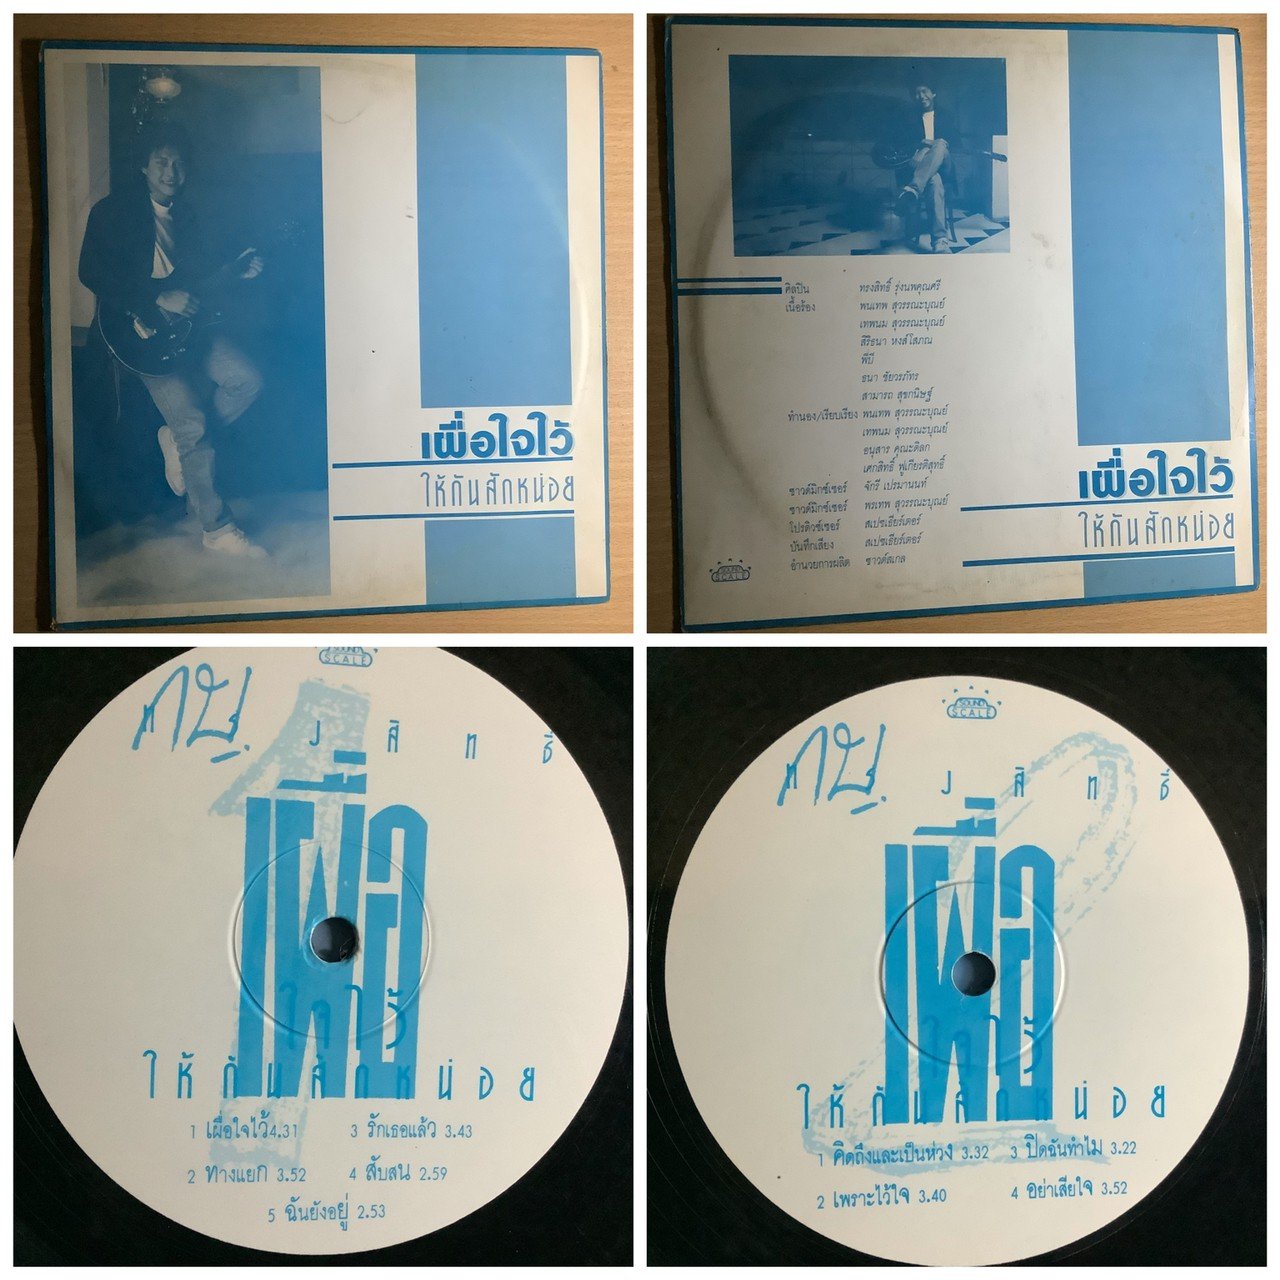 เผื่อใจไว้
ให้กันสักหน่อย
ศิลปิน ทรงสิทธิ์ รุ่งนพคุณศรี
เนื้อร้อง พนเทพ สุวรรณะบุณย์
เทพนม สุวรรณะบุณย์
สิริธนา หงส์โสภณ
พีบี
ธนา ชัยวรภัทร
สามารถ สุขกนิษฐ์
ทำนอง/เรียบเรียง พนเทพ สุวรรณะบุณย์
เทพนม สุวรรณะบุณย์
อนุสาร คุณะดิลก
เศกสิทธิ์ ฟูเกียรติสุทธิ์
ซาวด์มิกซ์เซอร์ จักรี เปรมานนท์
ซาวด์มิกซ์เซอร์ พรเทพ สุวรรณะบุณย์
โปรดิวซ์เซอร์ สเปซเธียร์เตอร์
บันทึกเสียง สเปซเธียร์เตอร์
อำนวยการผลิต ซาวด์สเกล
SOUND
SCALE
เผื่อใจไว้
ให้กันสักหน่อย
SOUND
SCALE
1
ทรงสิทธิ์
เผื่อ
ใจไว้
ให้กันสักหน่อย
1 เผื่อใจไว้ 4.31
2 ทางแยก 3.52
3 รักเธอแล้ว 3.43
4 สับสน 2.59
5 ฉันยังอยู่ 2.53
SOUND
SCALE
2
ทรงสิทธิ์
เผื่อ
ใจไว้
ให้กันสักหน่อย
1 คิดถึงและเป็นห่วง 3.32
2 เพราะไว้ใจ 3.40
3 ปิดฉันทำไม 3.22
4 อย่าเสียใจ 3.52